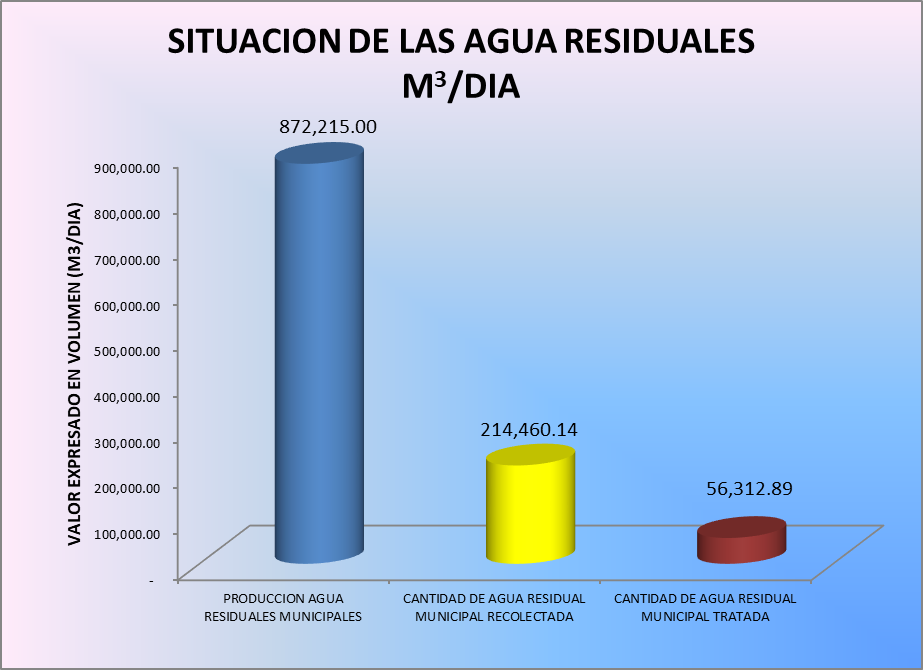 SITUACION DE LAS AGUA RESIDUALES
M³/DIA
872,215.00
214,460.14
56,312.89
VALOR EXPRESADO EN VOLUMEN (M3/DIA)
900,000.00
800,000.00
700,000.00
600,000.00
500,000.00
400,000.00
300,000.00
200,000.00
100,000.00
-
PRODUCCION AGUA
RESIDUALES MUNICIPALES
CANTIDAD DE AGUA RESIDUAL
MUNICIPAL RECOLECTADA
CANTIDAD DE AGUA RESIDUAL
MUNICIPAL TRATADA